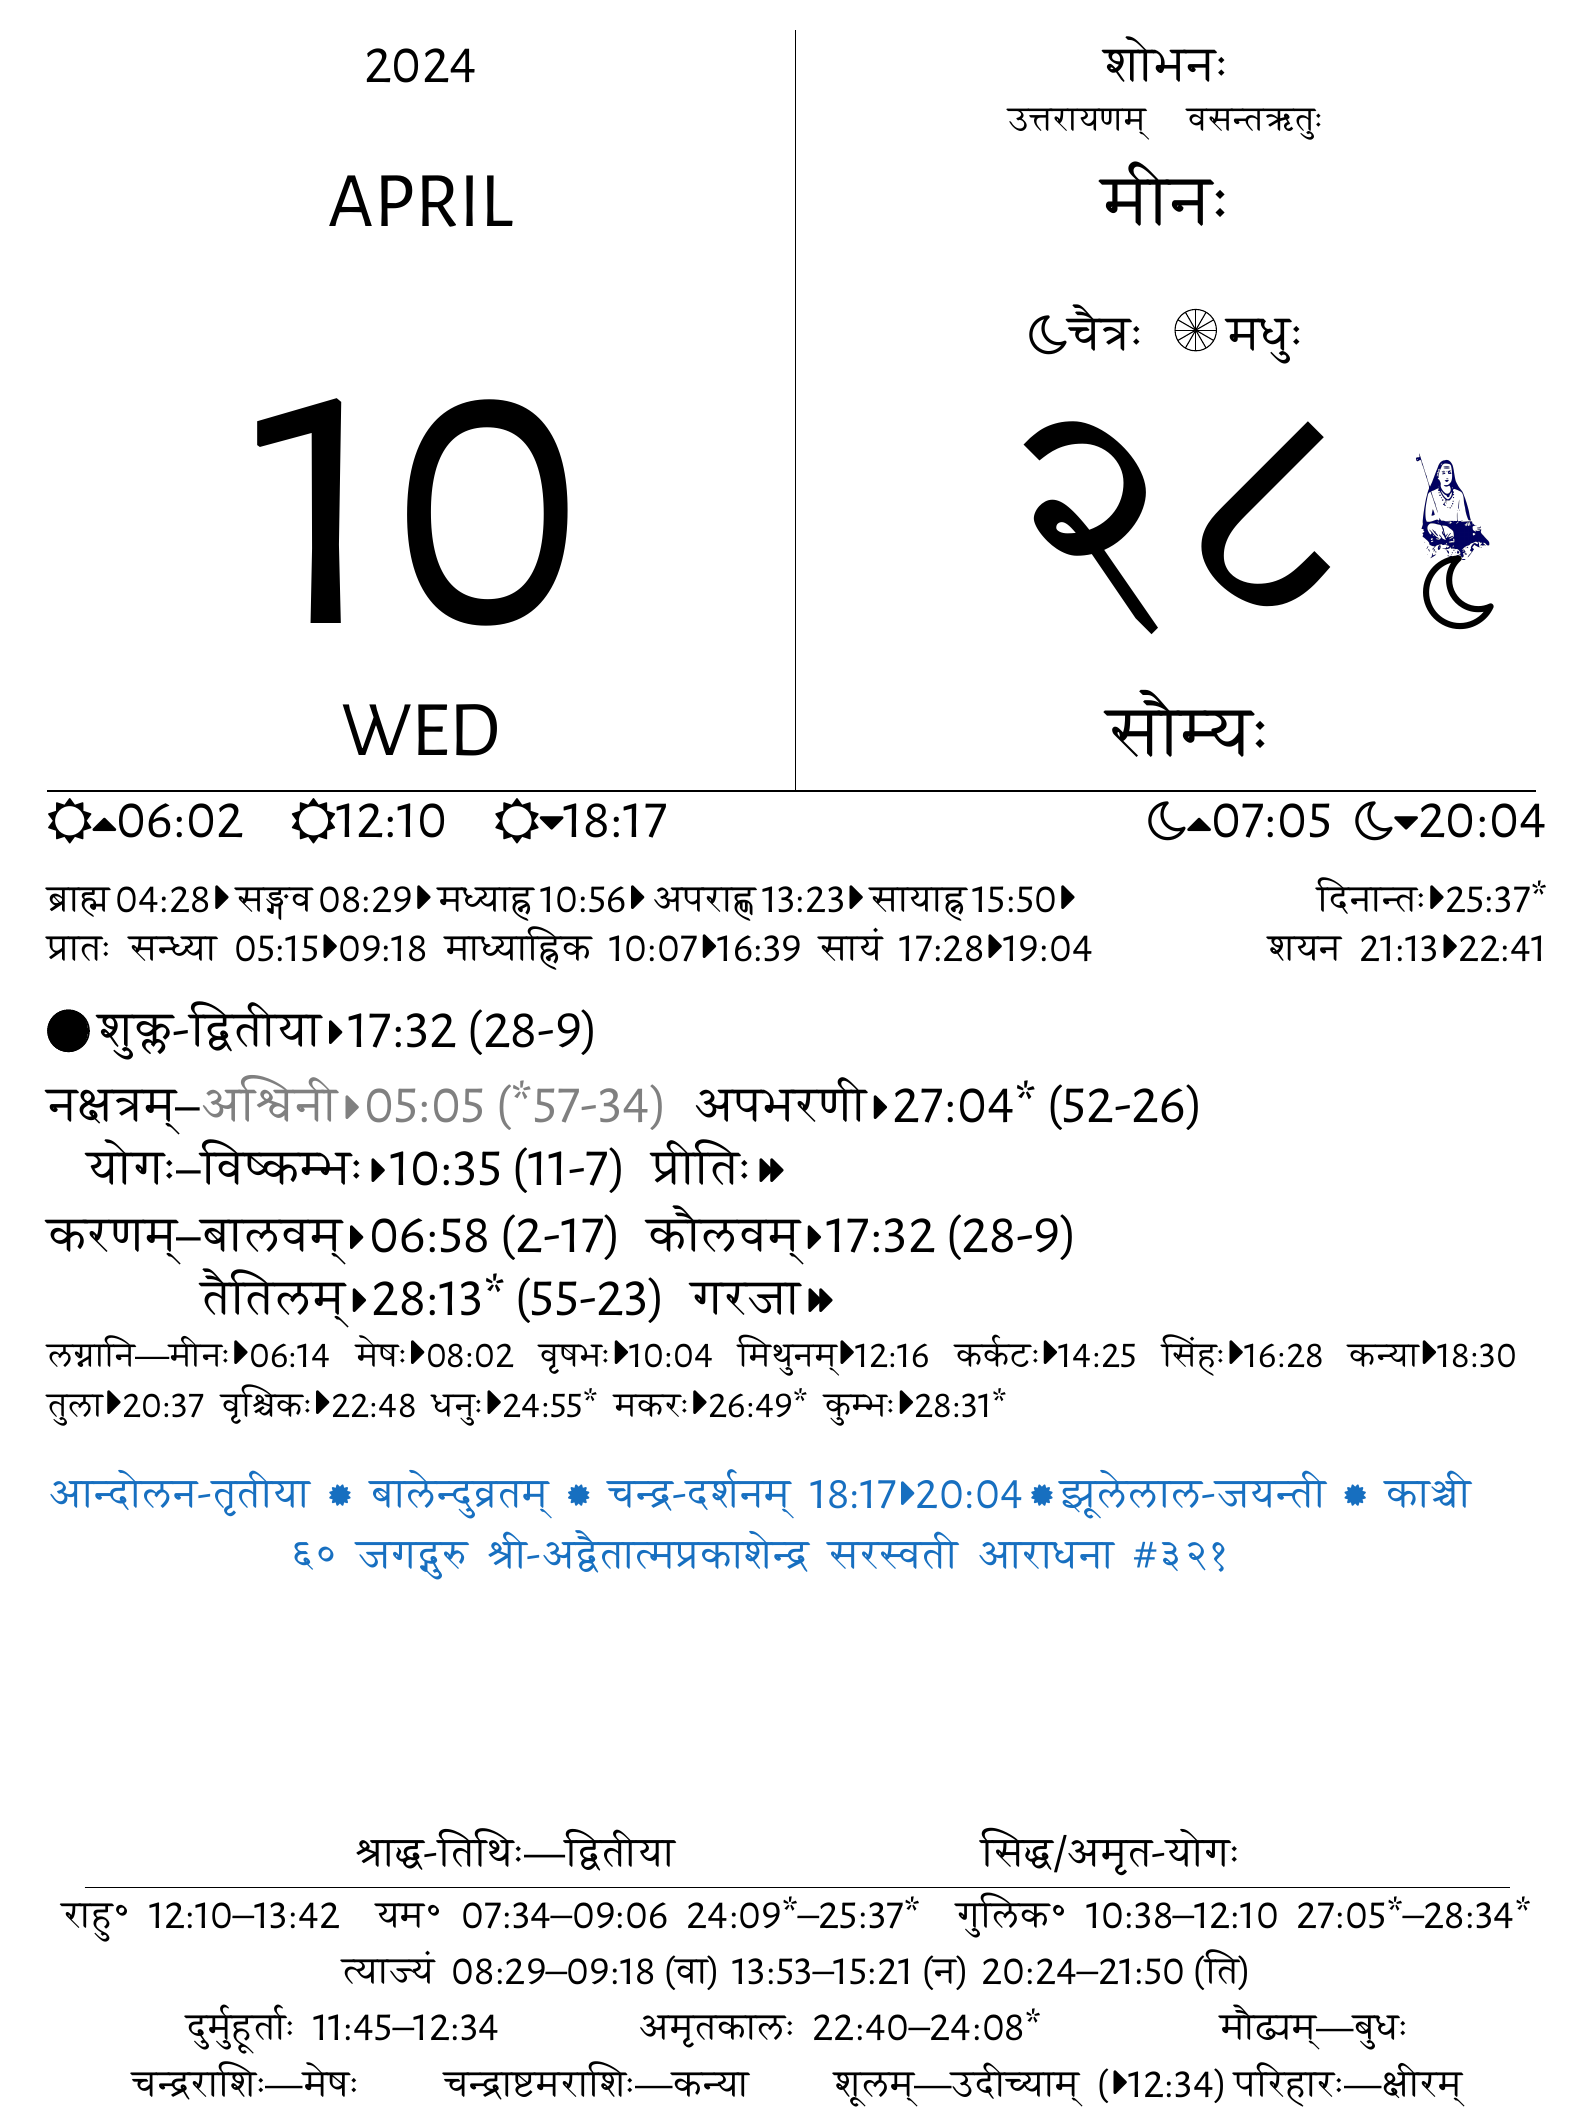 2024
APRIL
10
WED
शोभनः
उत्तरायणम् वसन्तऋतुः
मीनः
चैत्रः मधुः
२८
सौम्यः
06:02 12:10 18:17 07:05 20:04
ब्राह्म 04:28 सङ्गव 08:29 मध्याह्न 10:56 अपराह्ण 13:23 सायाह्न 15:50 दिनान्तः 25:37*
प्रातः सन्ध्या 05:15 09:18 माध्याह्निक 10:07 16:39 सायं 17:28 19:04 शयन 21:13 22:41
शुक्ल-द्वितीया 17:32 (28-9)
नक्षत्रम्–अश्विनी 05:05 (*57-34) अपभरणी 27:04* (52-26)
योगः–विष्कम्भः 10:35 (11-7) प्रीतिः
करणम्–बालवम् 06:58 (2-17) कौलवम् 17:32 (28-9)
तैतिलम् 28:13* (55-23) गरजा
लग्नानि—मीनः 06:14 मेषः 08:02 वृषभः 10:04 मिथुनम् 12:16 कर्कटः 14:25 सिंहः 16:28 कन्या 18:30
तुला 20:37 वृश्चिकः 22:48 धनुः 24:55* मकरः 26:49* कुम्भः 28:31*
आन्दोलन-तृतीया बालेन्दुव्रतम् चन्द्र-दर्शनम् 18:17 20:04 झूलेलाल-जयन्ती काञ्ची
६० जगद्गुरु श्री-अद्वैतात्मप्रकाशेन्द्र सरस्वती आराधना #३२१
श्राद्ध-तिथिः—द्वितीया सिद्ध/अमृत-योगः
राहु° 12:10–13:42 यम° 07:34–09:06 24:09*–25:37* गुलिक° 10:38–12:10 27:05*–28:34*
त्याज्यं 08:29–09:18 (वा) 13:53–15:21 (न) 20:24–21:50 (ति)
दुर्मुहूर्ताः 11:45–12:34 अमृतकालः 22:40–24:08* मौढ्यम्—बुधः
चन्द्रराशिः—मेषः चन्द्राष्टमराशिः—कन्या शूलम्—उदीच्याम् (12:34) परिहारः—क्षीरम्